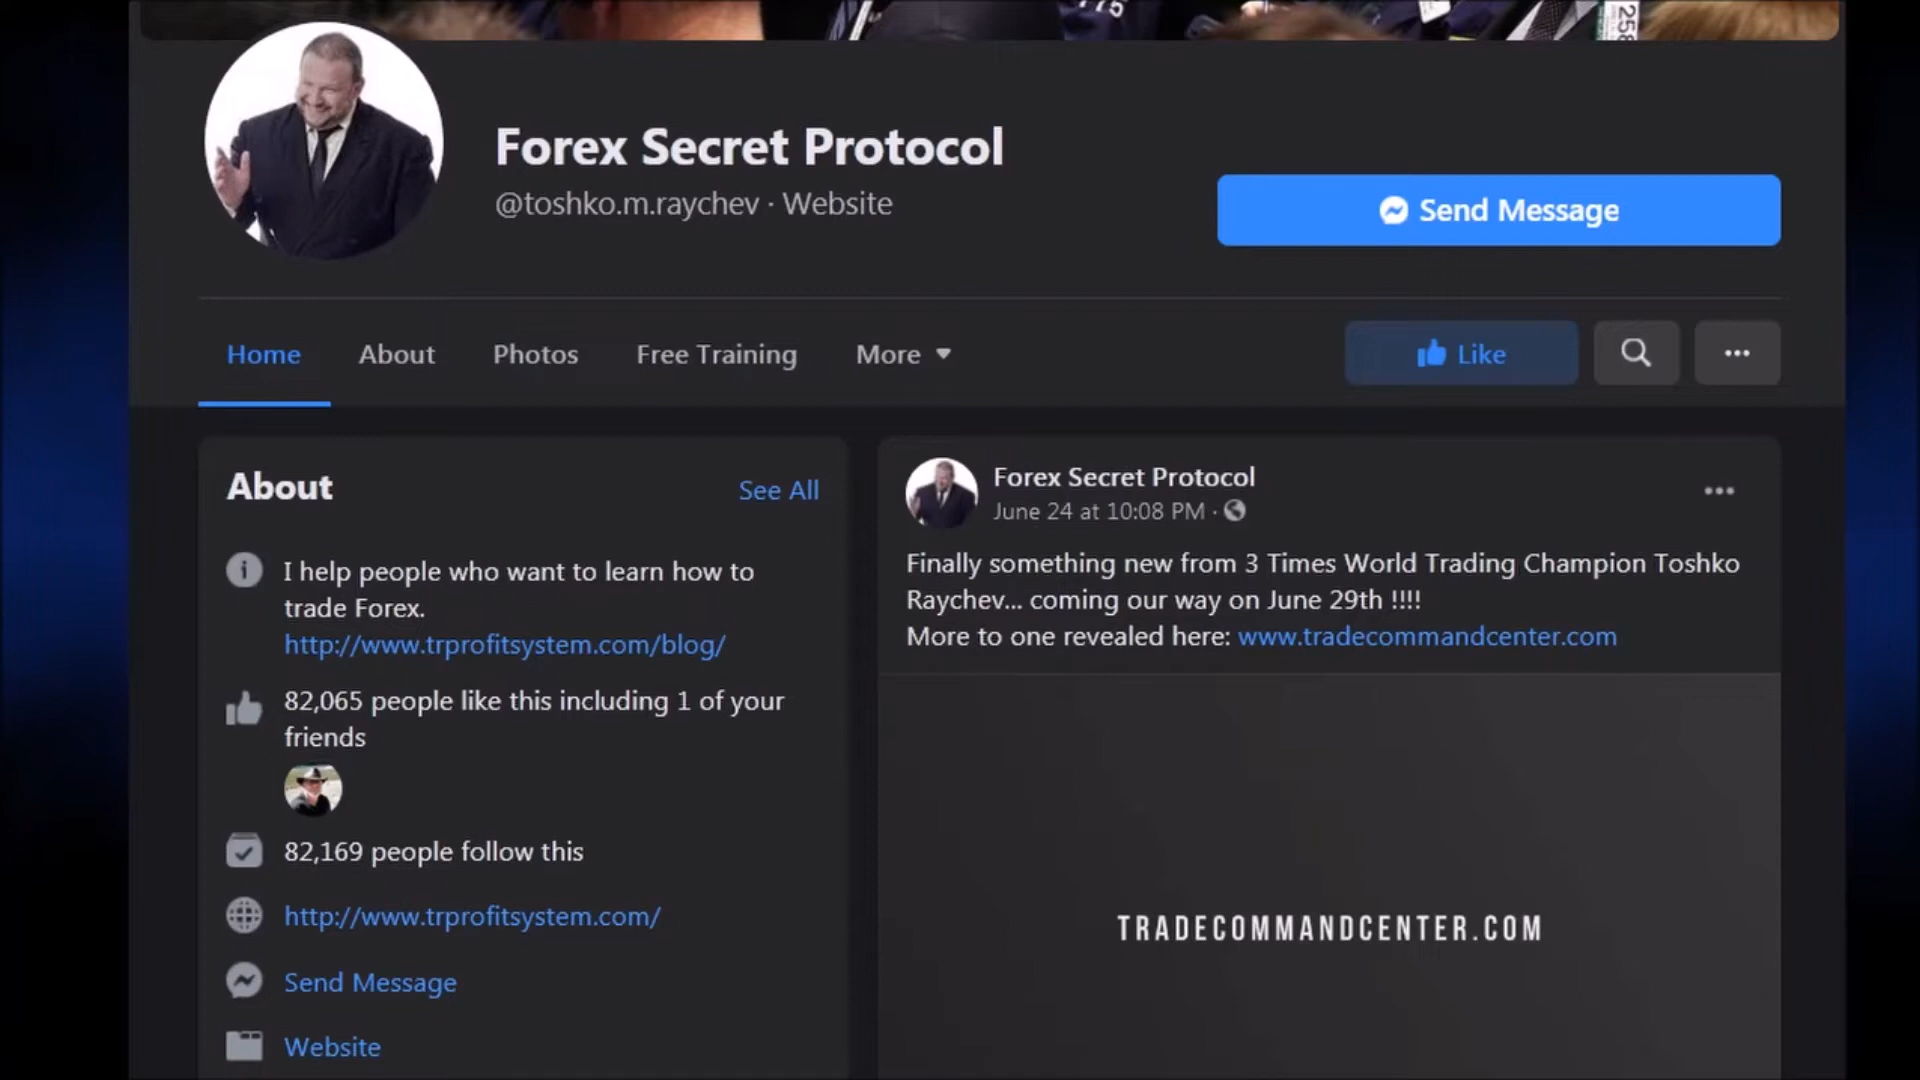 775
258
Forex Secret Protocol
@toshko.m.raychev · Website
Send Message
Home
About
Photos
Free Training
More
Like
About
See All
I help people who want to learn how to
trade Forex.
http://www.trprofitsystem.com/blog/
82,065 people like this including 1 of your
friends
82,169 people follow this
http://www.trprofitsystem.com/
Send Message
Website
Forex Secret Protocol
June 24 at 10:08 PM ·
Finally something new from 3 Times World Trading Champion Toshko
Raychev... coming our way on June 29th !!!!
More to one revealed here: www.tradecommandcenter.com
TRADECOMMANDCENTER.COM